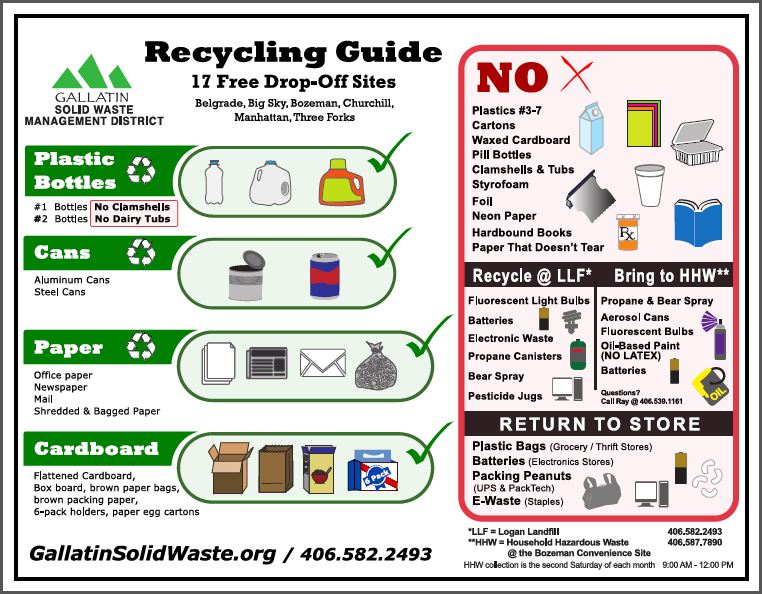 Recycling Guide
17 Free Drop-Off Sites
Belgrade, Big Sky, Bozeman, Churchill,
Manhattan, Three Forks
GALLATIN
SOLID WASTE
MANAGEMENT DISTRICT
Plastic
Bottles
#1 Bottles No Clamshells
#2 Bottles No Dairy Tubs
Cans
Aluminum Cans
Steel Cans
Paper
Office paper
Newspaper
Mail
Shredded & Bagged Paper
Cardboard
Flattened Cardboard,
Box board, brown paper bags,
brown packing paper,
6-pack holders, paper egg cartons
6 Pack
GallatinSolidWaste.org / 406.582.2493
NO
Plastics #3-7
Cartons
Waxed Cardboard
Pill Bottles
Clamshells & Tubs
Styrofoam
Foil
Neon Paper
Hardbound Books
Paper That Doesn't Tear
Rx
Recycle @ LLF*
Fluorescent Light Bulbs
Batteries
Electronic Waste
Propane Canisters
Bear Spray
Pesticide Jugs
Bring to HHW**
Propane & Bear Spray
Aerosol Cans
Fluorescent Bulbs
Oil-Based Paint
(NO LATEX)
Batteries
Questions?
Call Ray @ 406.539.1161
OIL
RETURN TO STORE
Plastic Bags (Grocery / Thrift Stores)
Batteries (Electronics Stores)
Packing Peanuts
(UPS & PackTech)
E-Waste (Staples)
*LLF = Logan Landfill 406.582.2493
**HHW = Household Hazardous Waste 406.587.7890
@ the Bozeman Convenience Site
HHW collection is the second Saturday of each month 9:00 AM - 12:00 PM